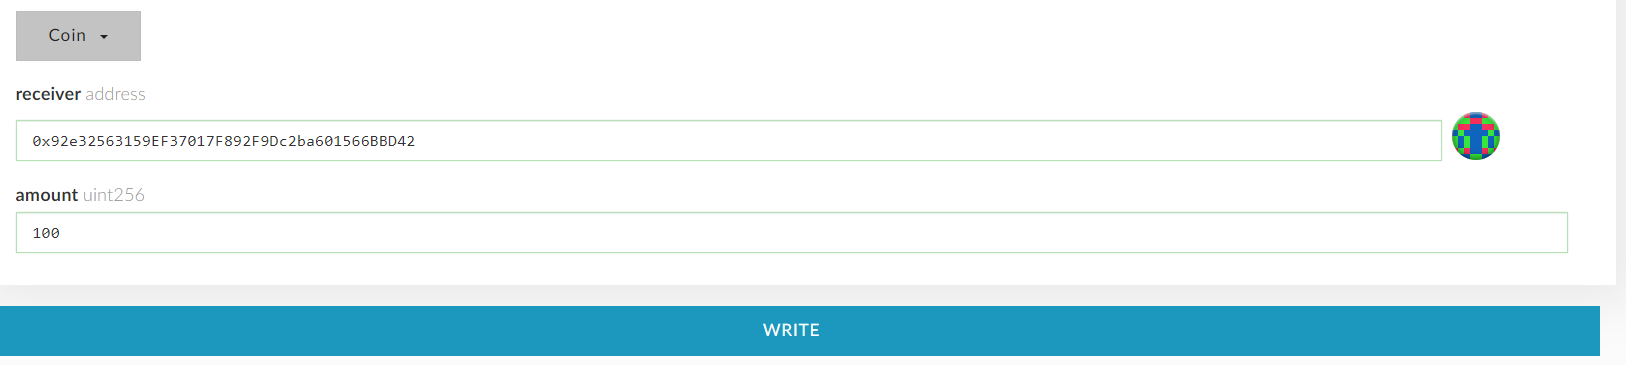 Coin
receiver address
0x92e32563159EF37017F892F9Dc2ba601566BBD42
amount uint256
100
WRITE